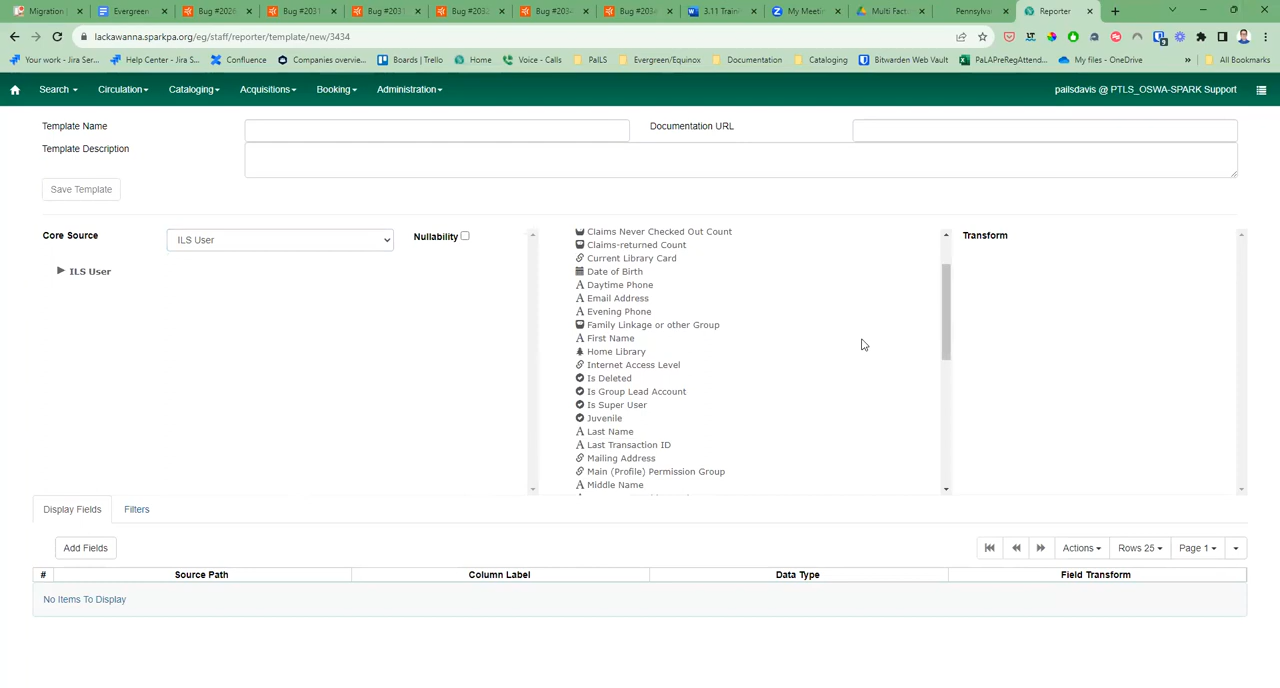 Migration |
Evergreen
Bug #2026
Bug #2031
Bug #2031
Bug #2032
Bug #203
Bug #203
3.11 Traini
My Meetin
Multi Fact
Pennsylva
Reporter
lackawanna.sparkpa.org/eg/staff/reporter/template/new/3434
Your work - Jira Ser...
Help Center - Jira S...
Confluence
Companies overvie...
Boards | Trello
Home
Voice - Calls
PaILS
Evergreen/Equinox
Documentation
Cataloging
Bitwarden Web Vault
PaLAPreRegAttend...
My files - OneDrive
»
All Bookmarks
Search
Circulation
Cataloging
Acquisitions
Booking
Administration
pailsdavis @ PTLS_OSWA-SPARK Support
Template Name
Documentation URL
Template Description
Save Template
Core Source
ILS User
Nullability
Transform
ILS User
Claims Never Checked Out Count
Claims-returned Count
Current Library Card
Date of Birth
Daytime Phone
Email Address
Evening Phone
Family Linkage or other Group
First Name
Home Library
Internet Access Level
Is Deleted
Is Group Lead Account
Is Super User
Juvenile
Last Name
Last Transaction ID
Mailing Address
Main (Profile) Permission Group
Middle Name
Display Fields
Filters
Add Fields
Actions
Rows 25
Page 1
#
Source Path
Column Label
Data Type
Field Transform
No Items To Display